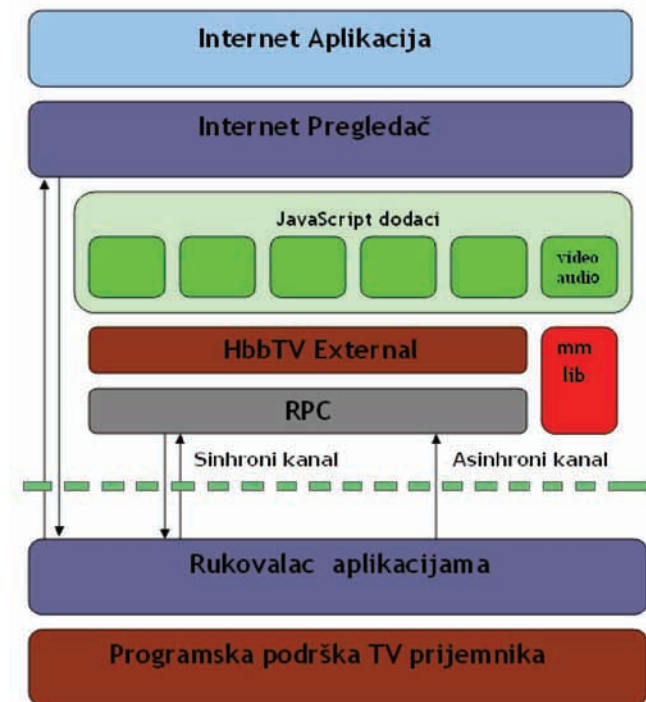 Internet Aplikacija
Internet Pregledač
JavaScript dodaci
video
audio
HbbTV External
mm
lib
RPC
Sinhroni kanal
Asinhroni kanal
Rukovalac aplikacijama
Programska podrška TV prijemnika